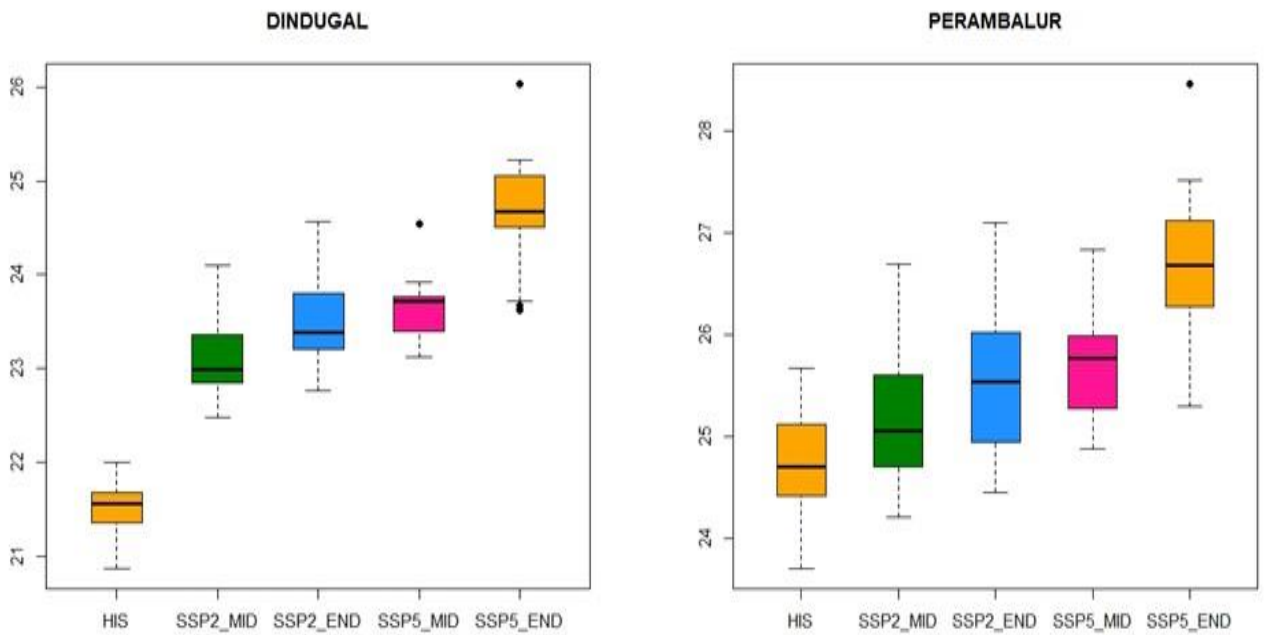 DINDUGAL
26
25
24
23
22
21
HIS SSP2_MID SSP2_END SSP5_MID SSP5_END
PERAMBALUR
28
27
26
25
24
HIS SSP2_MID SSP2_END SSP5_MID SSP5_END